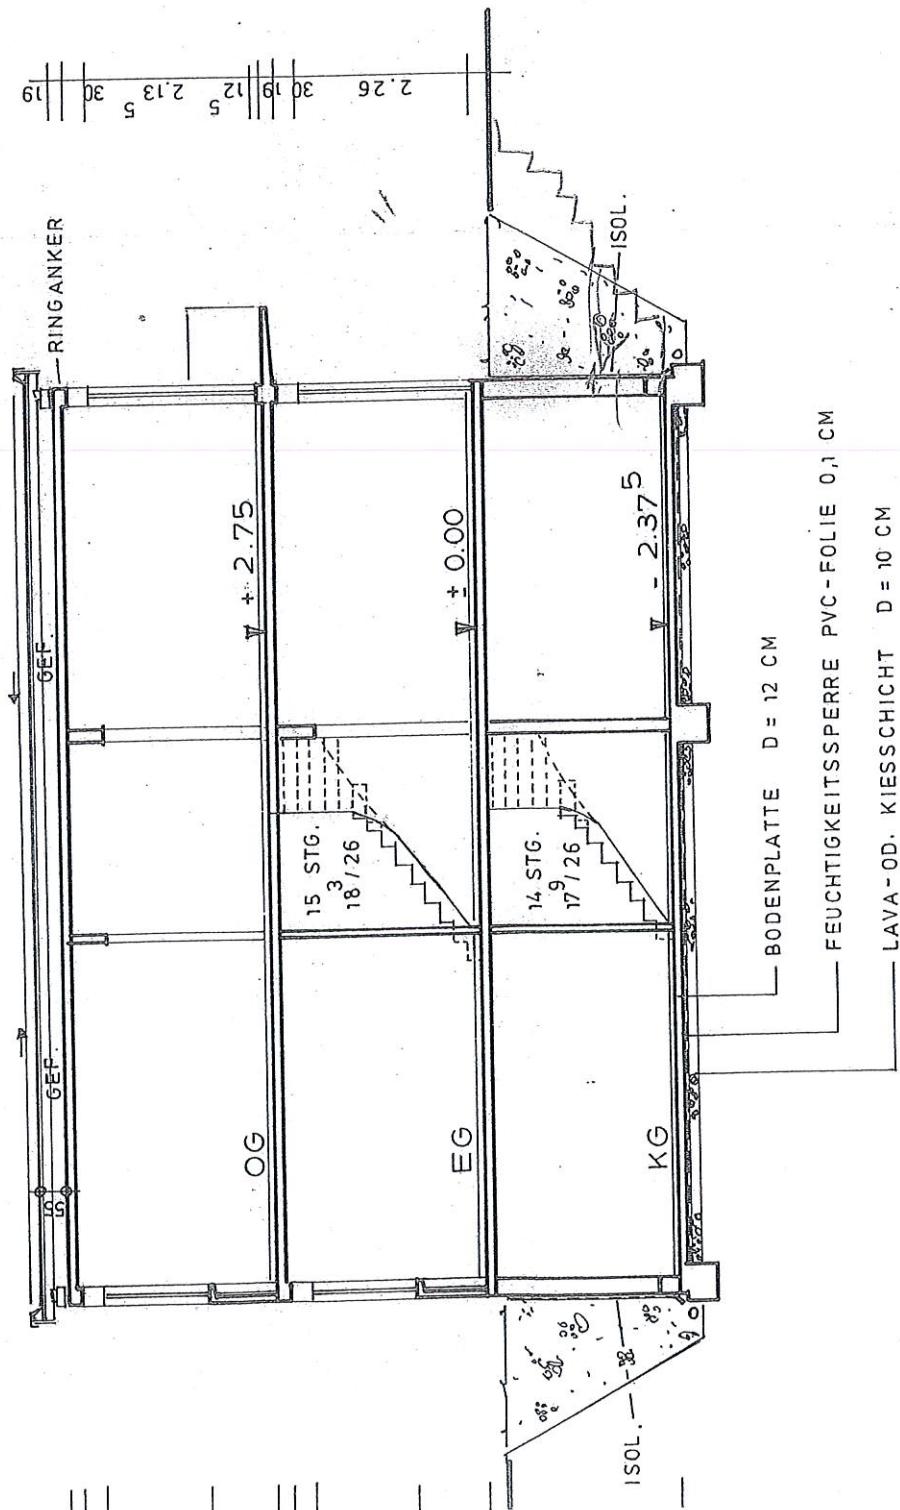 19
30
2.13 5
12 5
19
30
2.26
RINGANKER
GEF.
GEF.
55
+ 2.75
± 0.00
- 2.37 5
15 STG.
18 3 / 26
14 STG.
17 9 / 26
OG
EG
KG
ISOL.
ISOL.
BODENPLATTE D = 12 CM
FEUCHTIGKEITSSPERRE PVC-FOLIE 0,1 CM
LAVA-OD. KIESSCHICHT D = 10 CM